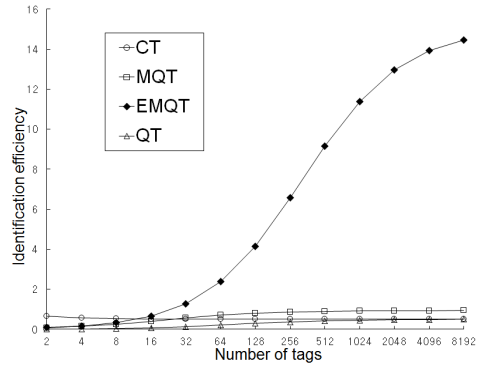 16
14
12
10
8
6
4
2
0
Identification efficiency
CT
MQT
EMQT
QT
2 4 8 16 32 64 128 256 512 1024 2048 4096 8192
Number of tags